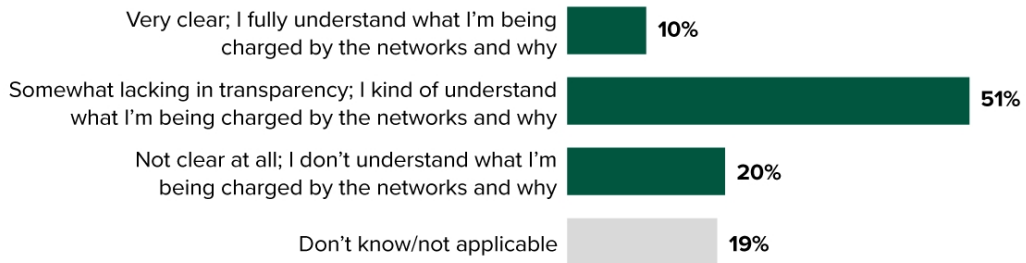 Very clear; I fully understand what I’m being
charged by the networks and why
10%
Somewhat lacking in transparency; I kind of understand
what I’m being charged by the networks and why
51%
Not clear at all; I don’t understand what I’m
being charged by the networks and why
20%
Don’t know/not applicable
19%